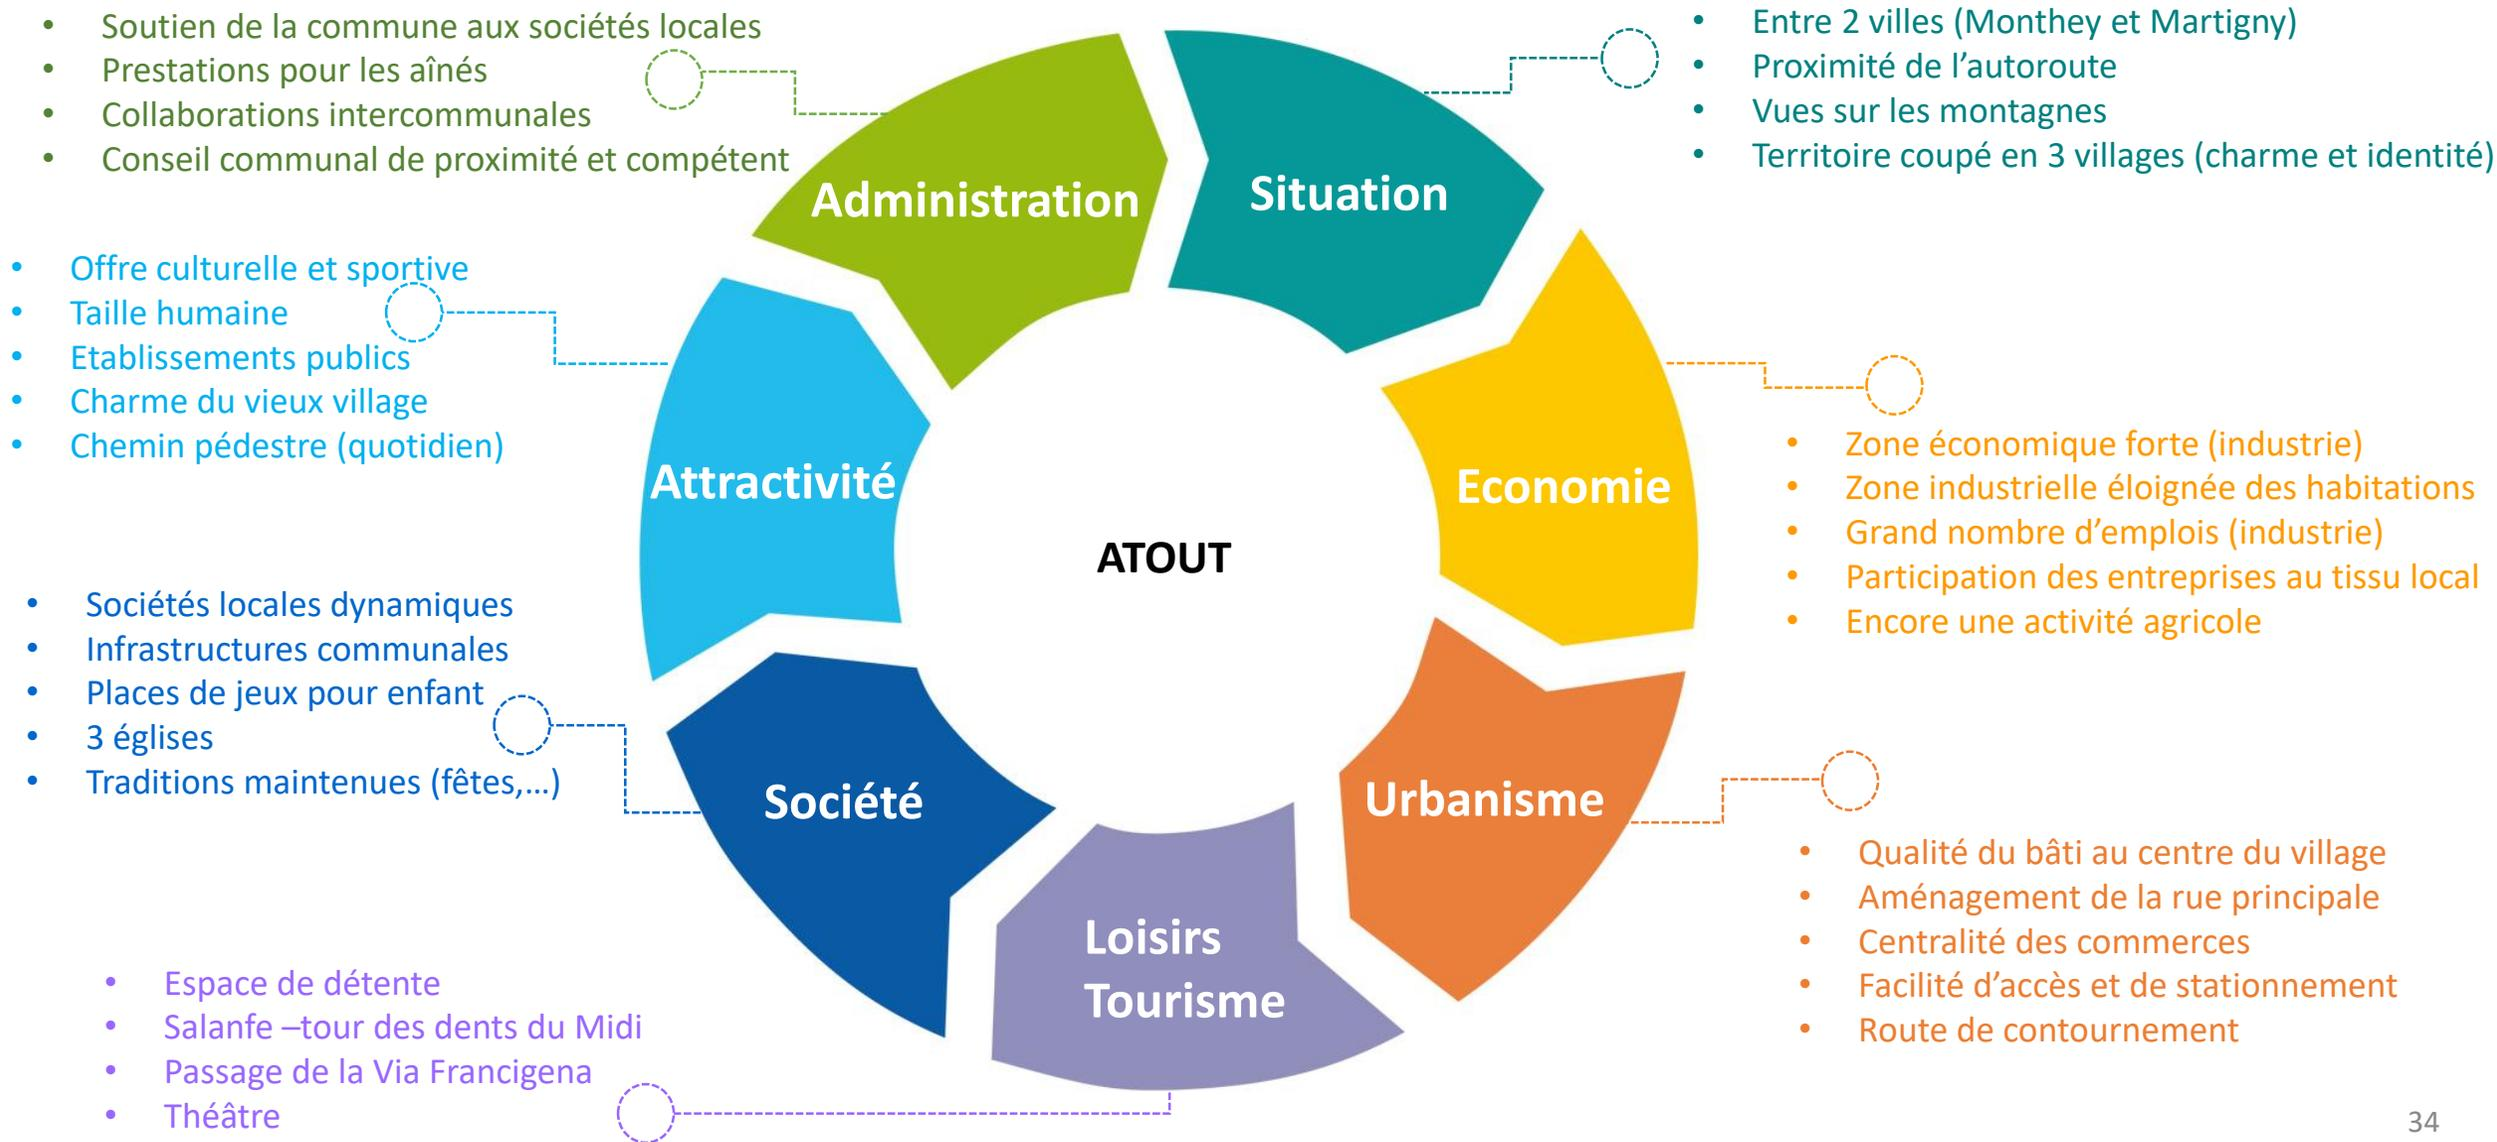 • Soutien de la commune aux sociétés locales
• Prestations pour les aînés
• Collaborations intercommunales
• Conseil communal de proximité et compétent
Administration
Situation
• Entre 2 villes (Monthey et Martigny)
• Proximité de l’autoroute
• Vues sur les montagnes
• Territoire coupé en 3 villages (charme et identité)
• Offre culturelle et sportive
• Taille humaine
• Etablissements publics
• Charme du vieux village
• Chemin pédestre (quotidien)
Attractivité
Economie
• Zone économique forte (industrie)
• Zone industrielle éloignée des habitations
• Grand nombre d’emplois (industrie)
• Participation des entreprises au tissu local
• Encore une activité agricole
ATOUT
• Sociétés locales dynamiques
• Infrastructures communales
• Places de jeux pour enfant
• 3 églises
• Traditions maintenues (fêtes,...)
Société
Urbanisme
• Qualité du bâti au centre du village
• Aménagement de la rue principale
• Centralité des commerces
• Facilité d’accès et de stationnement
• Route de contournement
Loisirs
Tourisme
• Espace de détente
• Salanfe –tour des dents du Midi
• Passage de la Via Francigena
• Théâtre
34